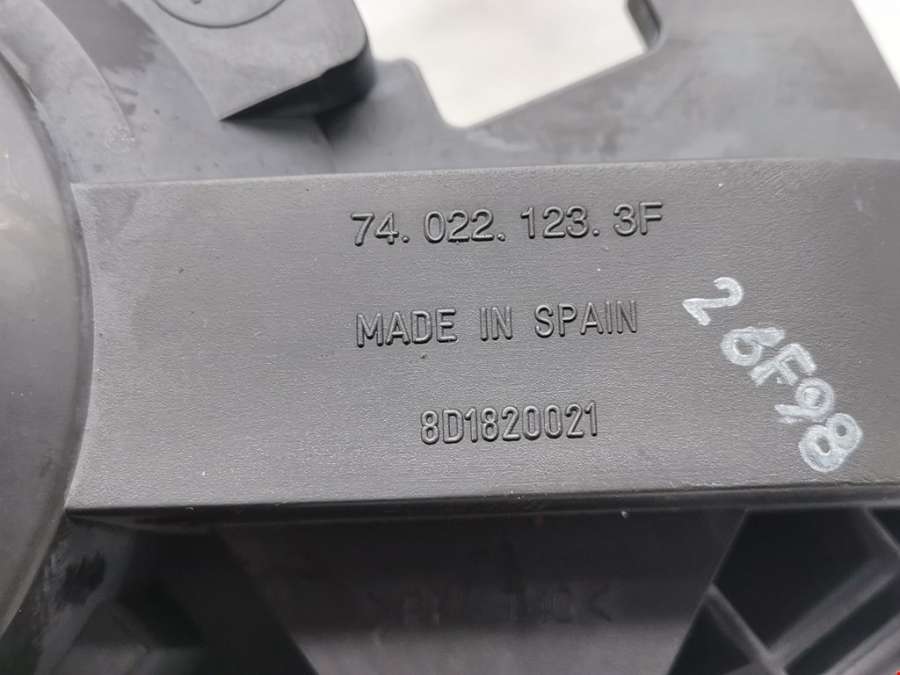 74. 022. 123. 3F
MADE IN SPAIN
8D1820021
26F98